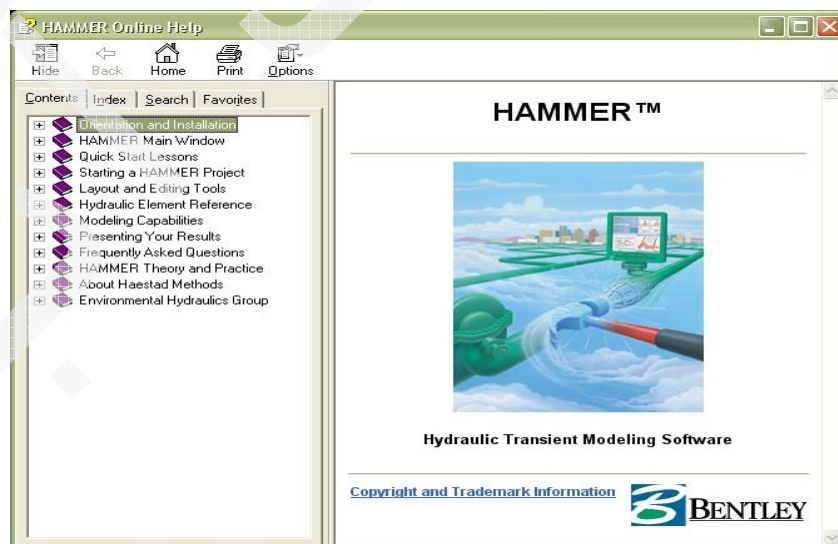 HAMMER Online Help
Hide Back Home Print Options
Contents Index Search Favorites
Orientation and Installation
HAMMER Main Window
Quick Start Lessons
Starting a HAMMER Project
Layout and Editing Tools
Hydraulic Element Reference
Modeling Capabilities
Presenting Your Results
Frequently Asked Questions
HAMMER Theory and Practice
About Haestad Methods
Environmental Hydraulics Group
HAMMER™
Hydraulic Transient Modeling Software
Copyright and Trademark Information
BENTLEY